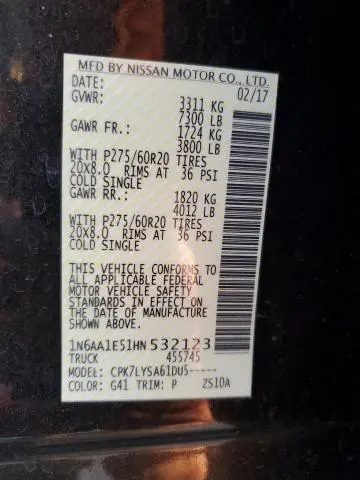 MFD BY NISSAN MOTOR CO., LTD.
DATE: 02/17
GVWR: 3311 KG
7300 LB
GAWR FR.: 1724 KG
3800 LB
WITH P275/60R20 TIRES
20x8.0 RIMS AT 36 PSI
COLD SINGLE
GAWR RR.: 1820 KG
4012 LB
WITH P275/60R20 TIRES
20x8.0 RIMS AT 36 PSI
COLD SINGLE
THIS VEHICLE CONFORMS TO
ALL APPLICABLE FEDERAL
MOTOR VEHICLE SAFETY
STANDARDS IN EFFECT ON
THE DATE OF MANUFACTURE
SHOWN ABOVE.
1N6AA1E51HN532123
TRUCK 455745
MODEL: CPK7LYSA61DU5-----
COLOR: G41 TRIM: P ZS10A